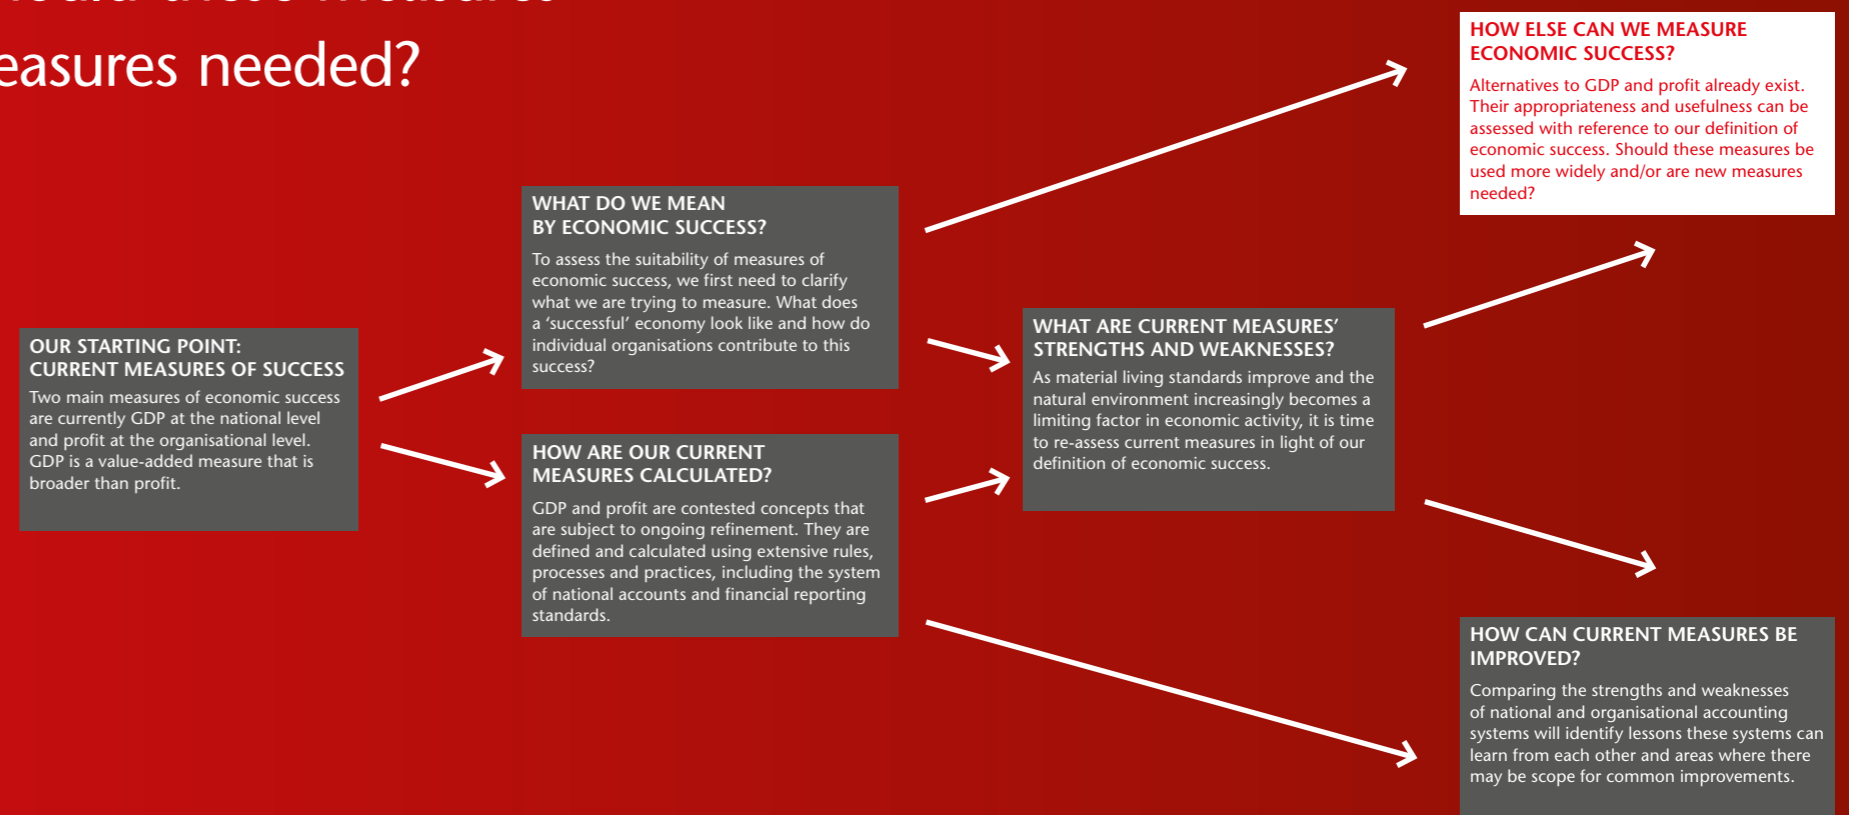 easures needed?
OUR STARTING POINT:
CURRENT MEASURES OF SUCCESS
Two main measures of economic success
are currently GDP at the national level
and profit at the organisational level.
GDP is a value-added measure that is
broader than profit.
WHAT DO WE MEAN
BY ECONOMIC SUCCESS?
To assess the suitability of measures of
economic success, we first need to clarify
what we are trying to measure. What does
a ‘successful’ economy look like and how do
individual organisations contribute to this
success?
HOW ARE OUR CURRENT
MEASURES CALCULATED?
GDP and profit are contested concepts that
are subject to ongoing refinement. They are
defined and calculated using extensive rules,
processes and practices, including the system
of national accounts and financial reporting
standards.
WHAT ARE CURRENT MEASURES’
STRENGTHS AND WEAKNESSES?
As material living standards improve and the
natural environment increasingly becomes a
limiting factor in economic activity, it is time
to re-assess current measures in light of our
definition of economic success.
HOW ELSE CAN WE MEASURE
ECONOMIC SUCCESS?
Alternatives to GDP and profit already exist.
Their appropriateness and usefulness can be
assessed with reference to our definition of
economic success. Should these measures be
used more widely and/or are new measures
needed?
HOW CAN CURRENT MEASURES BE
IMPROVED?
Comparing the strengths and weaknesses
of national and organisational accounting
systems will identify lessons these systems can
learn from each other and areas where there
may be scope for common improvements.